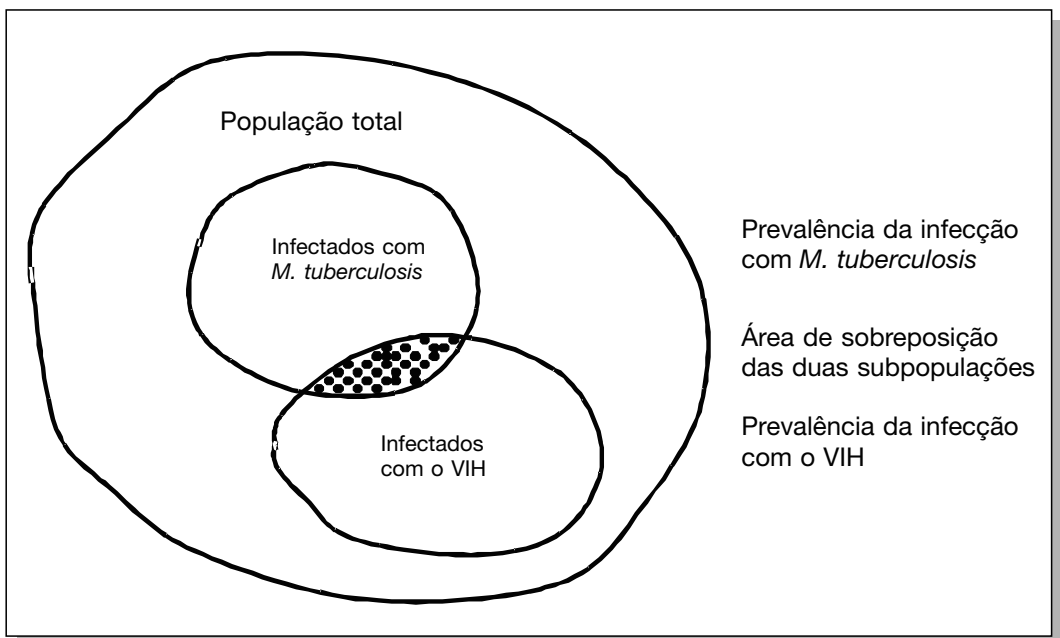 População total
Infectados com
M. tuberculosis
Infectados
com o VIH
Prevalência da infecção
com M. tuberculosis
Área de sobreposição
das duas subpopulações
Prevalência da infecção
com o VIH